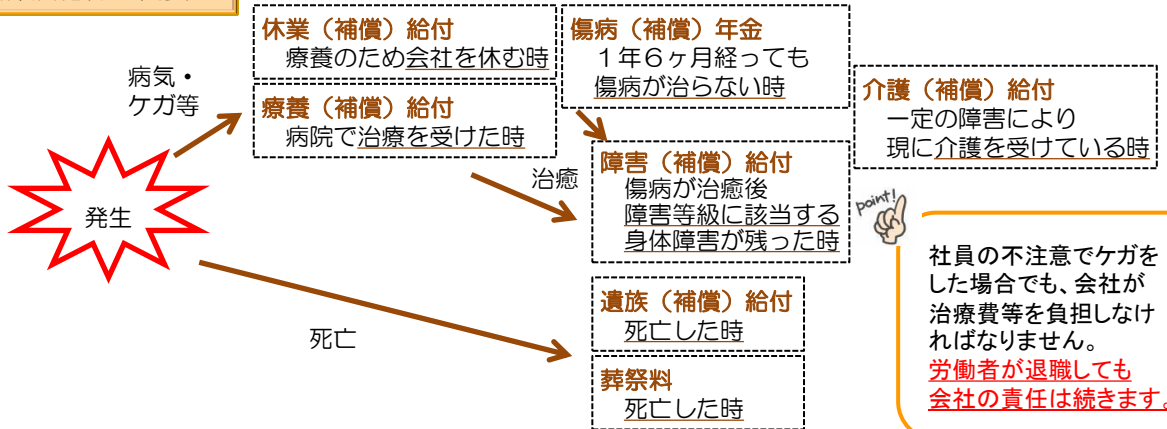 休業（補償）給付
療養のため会社を休む時
傷病（補償）年金
１年６ヶ月経っても
傷病が治らない時
病気・
ケガ等
療養（補償）給付
病院で治療を受けた時
介護（補償）給付
一定の障害により
現に介護を受けている時
治癒
障害（補償）給付
傷病が治癒後
障害等級に該当する
身体障害が残った時
発生
point!
社員の不注意でケガを
した場合でも、会社が
治療費等を負担しなけ
ればなりません。
労働者が退職しても
会社の責任は続きます。
死亡
遺族（補償）給付
死亡した時
葬祭料
死亡した時